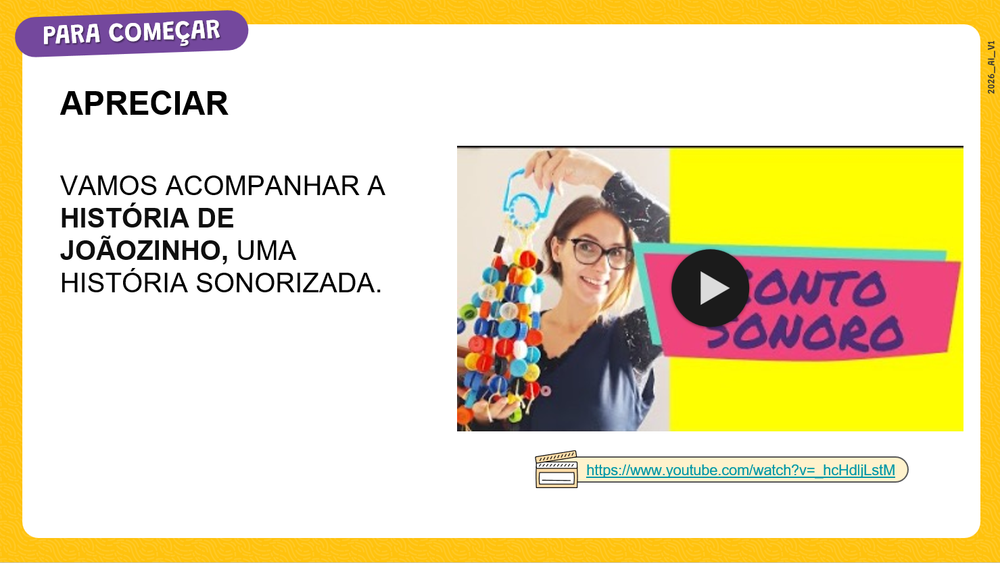 PARA COMEÇAR
2026_AI_V1
APRECIAR
VAMOS ACOMPANHAR A
HISTÓRIA DE
JOÃOZINHO, UMA
HISTÓRIA SONORIZADA.
CONTO
SONORO
https://www.youtube.com/watch?v=_hcHdljLstM